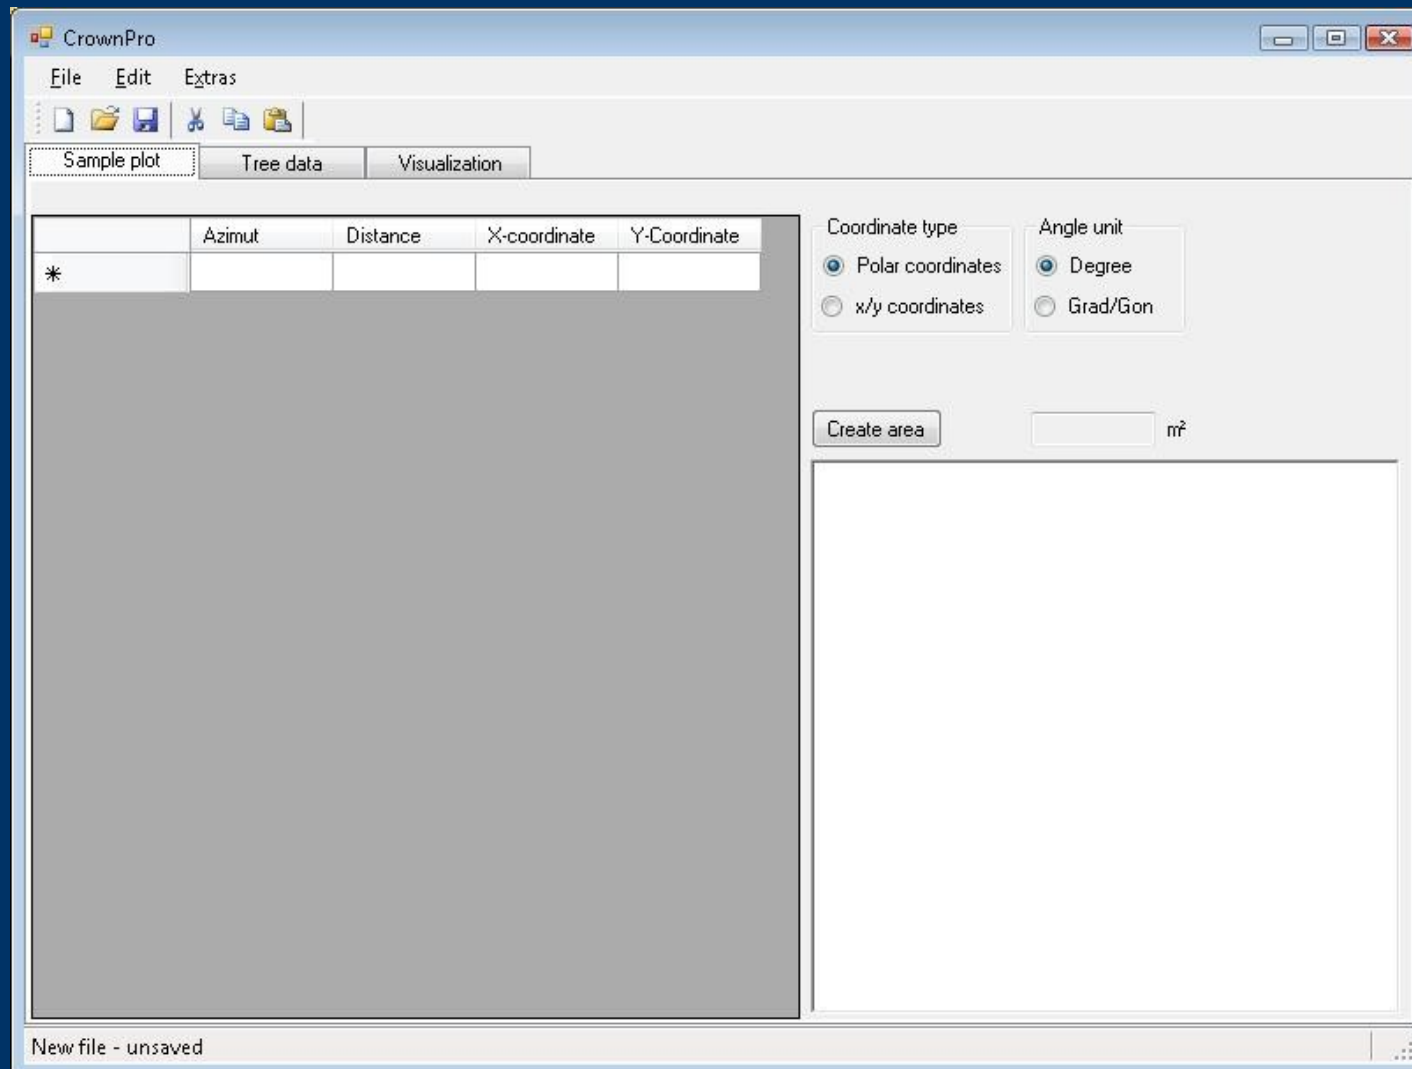 CrownPro
File Edit Extras
Sample plot Tree data Visualization
Azimut Distance X-coordinate Y-Coordinate
Coordinate type Angle unit
Polar coordinates Degree
x/y coordinates Grad/Gon
Create area m²
New file - unsaved